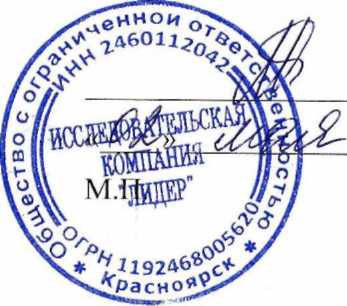 Общество с ограниченной ответственностью
ИНН 2460112042
ИССЛЕДОВАТЕЛЬСКАЯ
КОМПАНИЯ
"ЛИДЕР"
М.П.
ОГРН 1192468005620
* Красноярск *